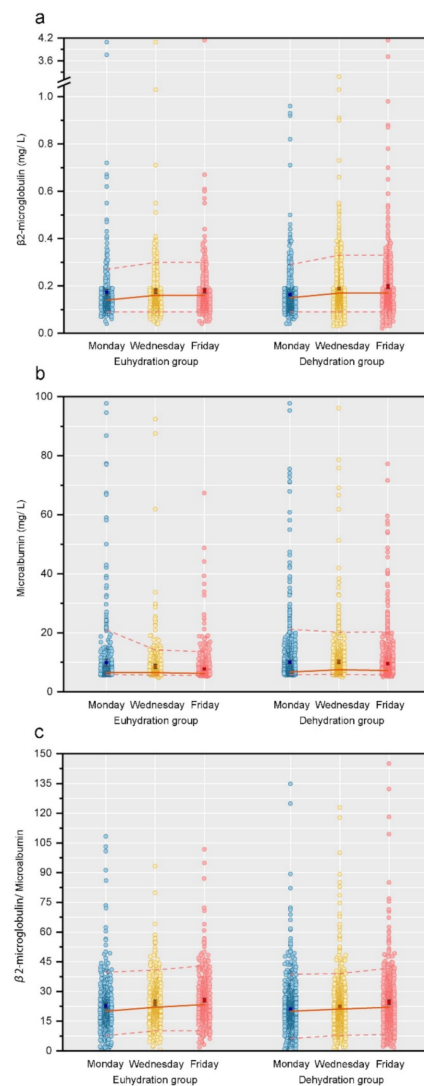 a
4.2
3.6
1.0
0.8
0.6
0.4
0.2
0.0
β2-microglobulin (mg/ L)
Monday Wednesday Friday Monday Wednesday Friday
Euhydration group Dehydration group
b
100
80
60
40
20
0
Microalbumin (mg/ L)
Monday Wednesday Friday Monday Wednesday Friday
Euhydration group Dehydration group
c
150
135
120
105
90
75
60
45
30
15
0
β 2-microglobulin/ Microalbumin
Monday Wednesday Friday Monday Wednesday Friday
Euhydration group Dehydration group